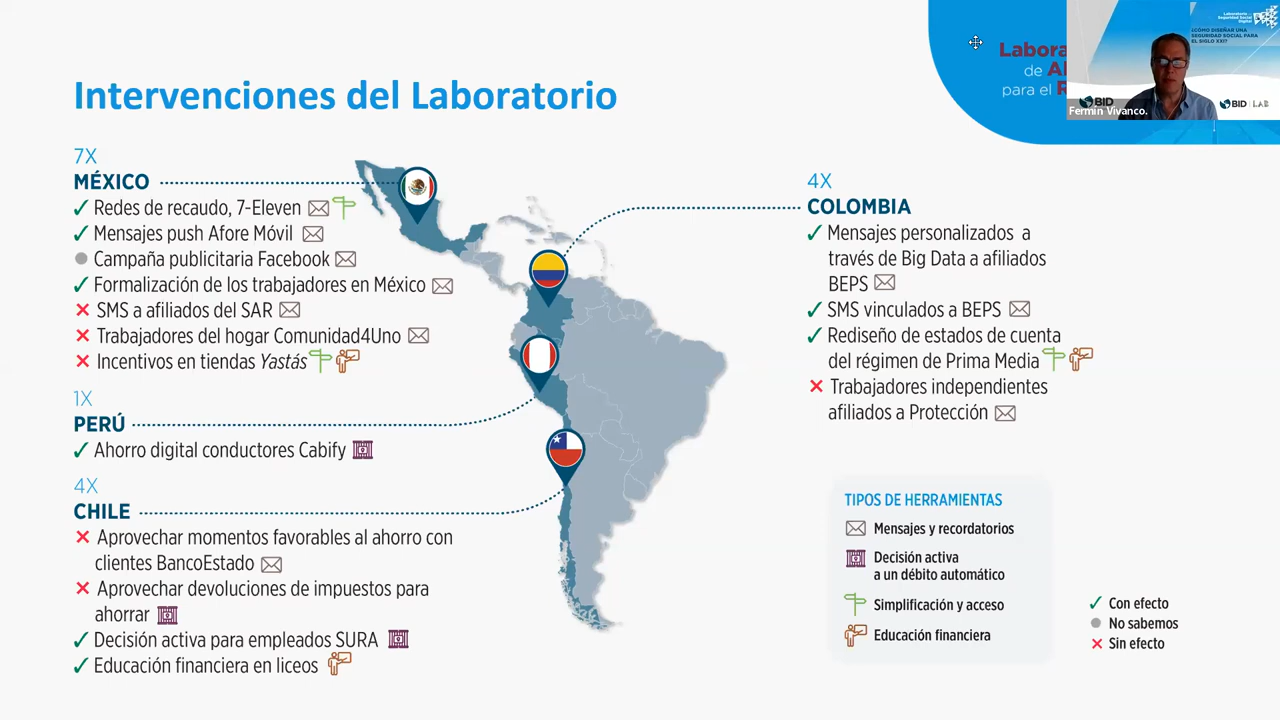 Intervenciones del Laboratorio
7X
MÉXICO
Redes de recaudo, 7-Eleven
Mensajes push Afore Móvil
Campaña publicitaria Facebook
Formalización de los trabajadores en México
SMS a afiliados del SAR
Trabajadores del hogar Comunidad4Uno
Incentivos en tiendas Yastás
1X
PERÚ
Ahorro digital conductores Cabify
4X
CHILE
Aprovechar momentos favorables al ahorro con
clientes BancoEstado
Aprovechar devoluciones de impuestos para
ahorrar
Decisión activa para empleados SURA
Educación financiera en liceos
4X
COLOMBIA
Mensajes personalizados a
través de Big Data a afiliados
BEPS
SMS vinculados a BEPS
Rediseño de estados de cuenta
del régimen de Prima Media
Trabajadores independientes
afiliados a Protección
TIPOS DE HERRAMIENTAS
Mensajes y recordatorios
Decisión activa
a un débito automático
Simplificación y acceso
Educación financiera
Con efecto
No sabemos
Sin efecto
Labora
de A
para el R
Laboratorio
Seguridad Social
Digital
¿CÓMO DISEÑAR UNA
SEGURIDAD SOCIAL PARA
EL SIGLO XXI?
BID
Fermín Vivanco.
BID LAB